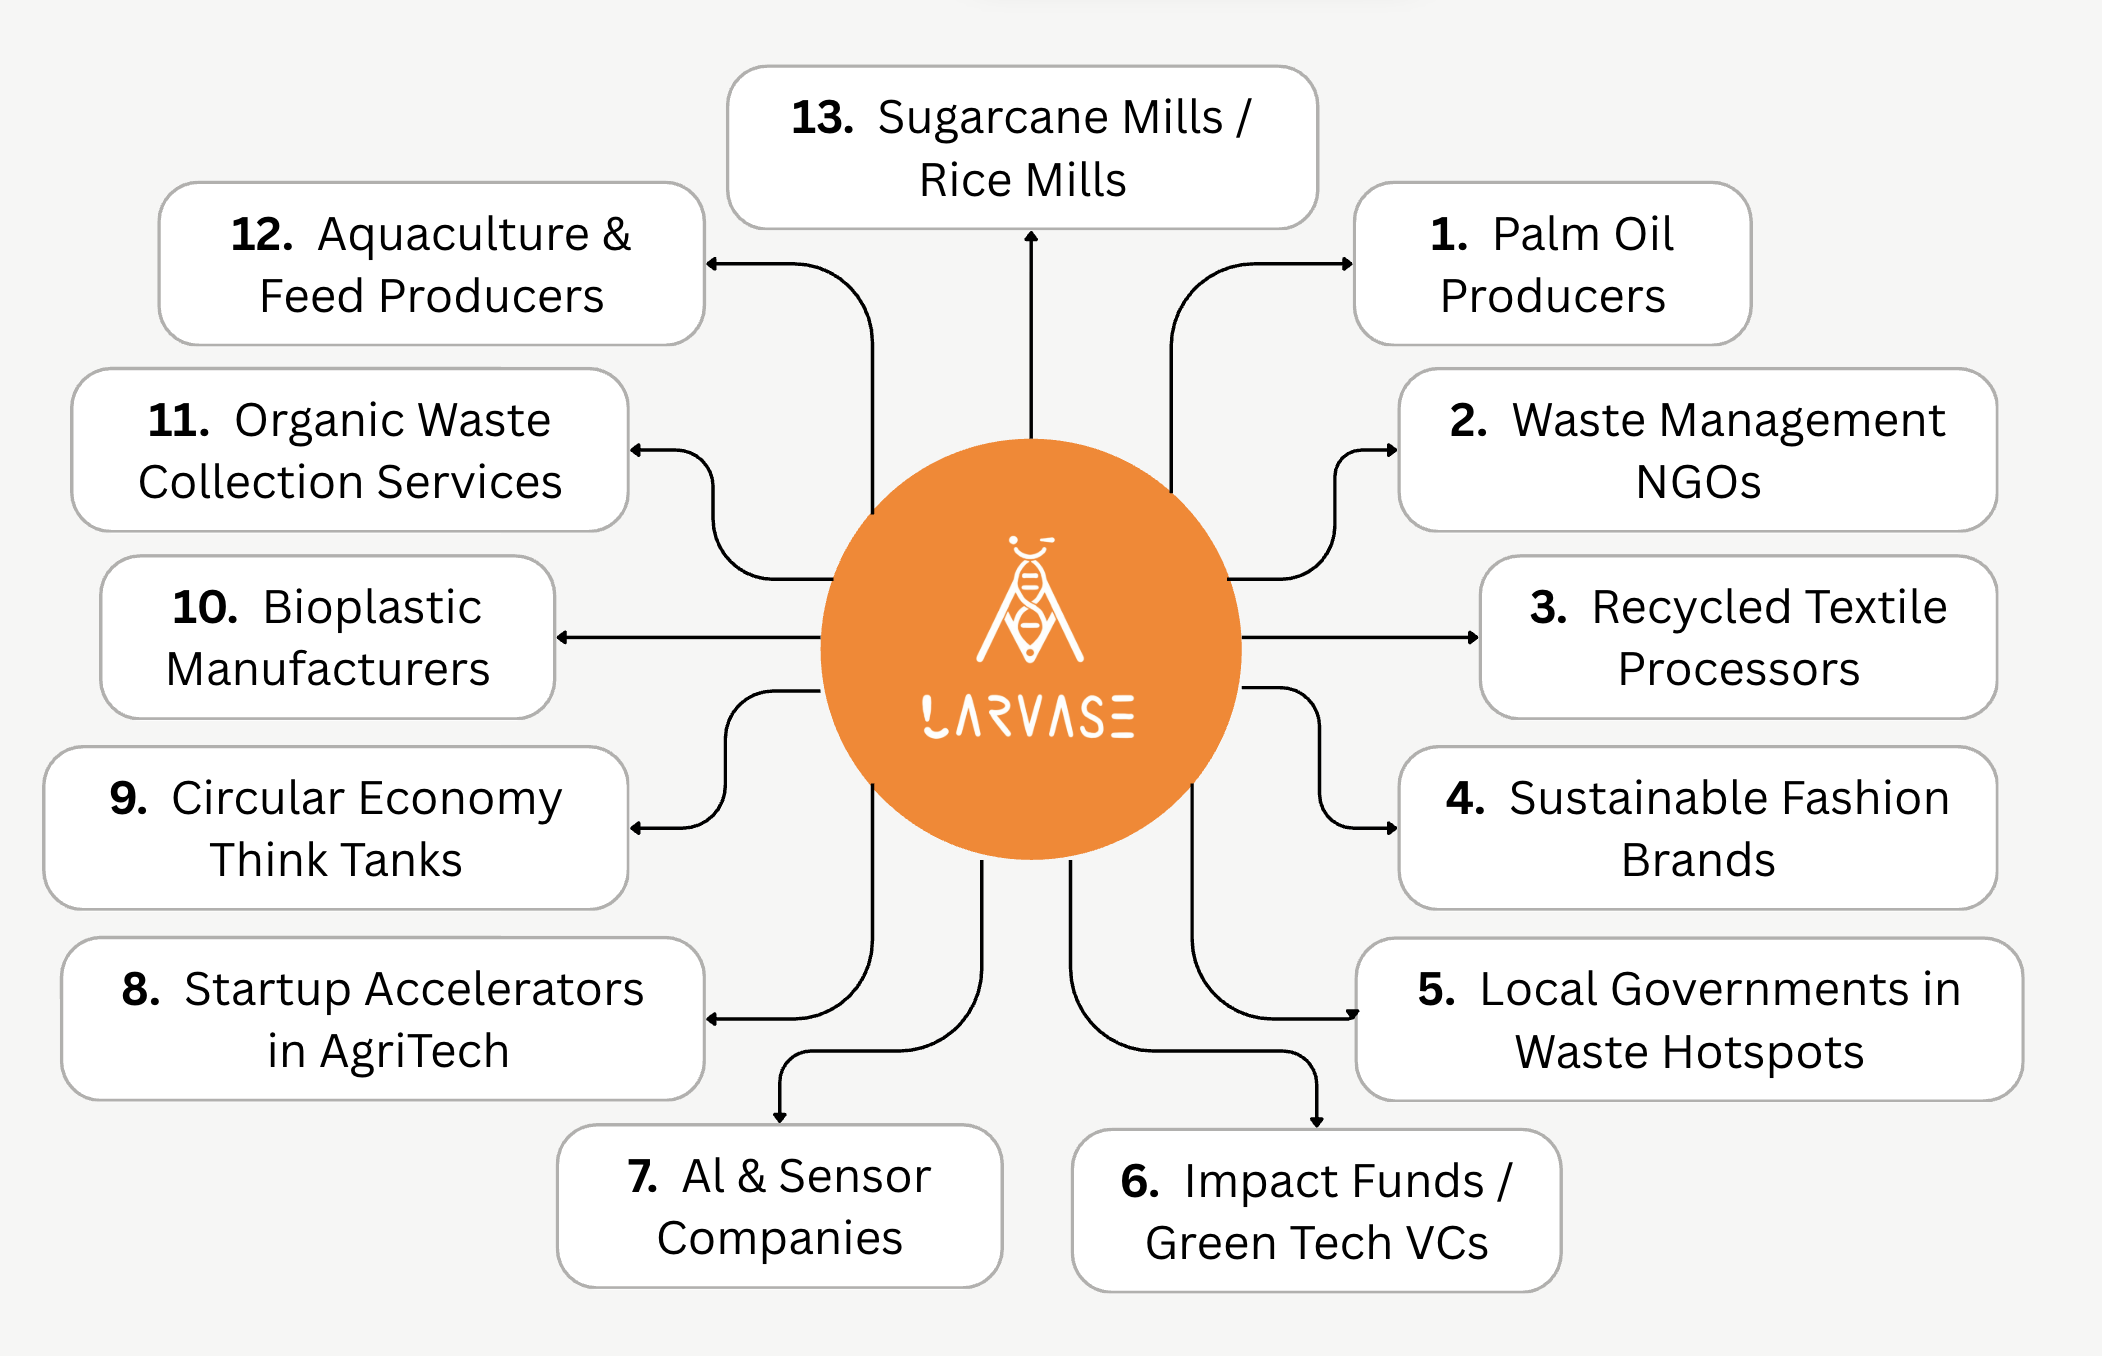 13. Sugarcane Mills /
Rice Mills
1. Palm Oil
Producers
2. Waste Management
NGOs
3. Recycled Textile
Processors
4. Sustainable Fashion
Brands
5. Local Governments in
Waste Hotspots
6. Impact Funds /
Green Tech VCs
7. Al & Sensor
Companies
8. Startup Accelerators
in AgriTech
9. Circular Economy
Think Tanks
10. Bioplastic
Manufacturers
11. Organic Waste
Collection Services
12. Aquaculture &
Feed Producers
LARVASE